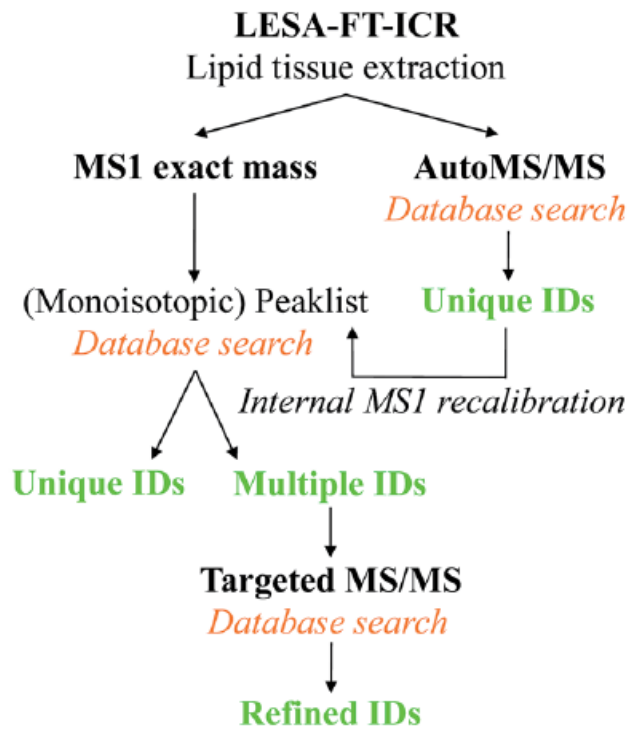 LESA-FT-ICR
Lipid tissue extraction
MS1 exact mass
AutoMS/MS
Database search
(Monoisotopic) Peaklist
Unique IDs
Database search
Internal MS1 recalibration
Unique IDs
Multiple IDs
Targeted MS/MS
Database search
Refined IDs